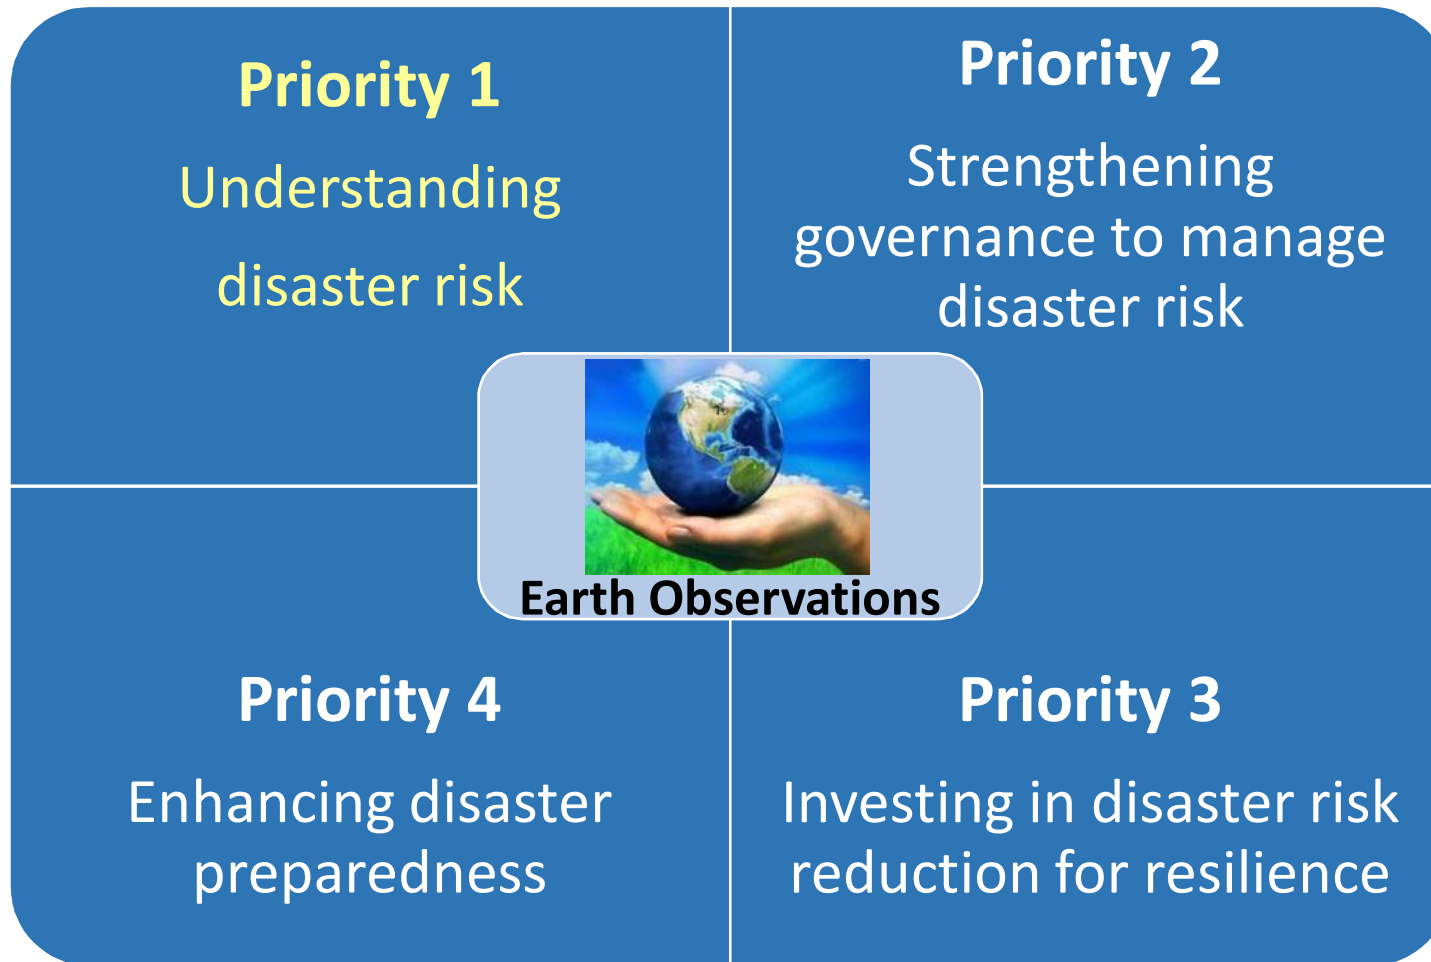 Priority 1
Understanding
disaster risk
Priority 2
Strengthening
governance to manage
disaster risk
Earth Observations
Priority 4
Enhancing disaster
preparedness
Priority 3
Investing in disaster risk
reduction for resilience